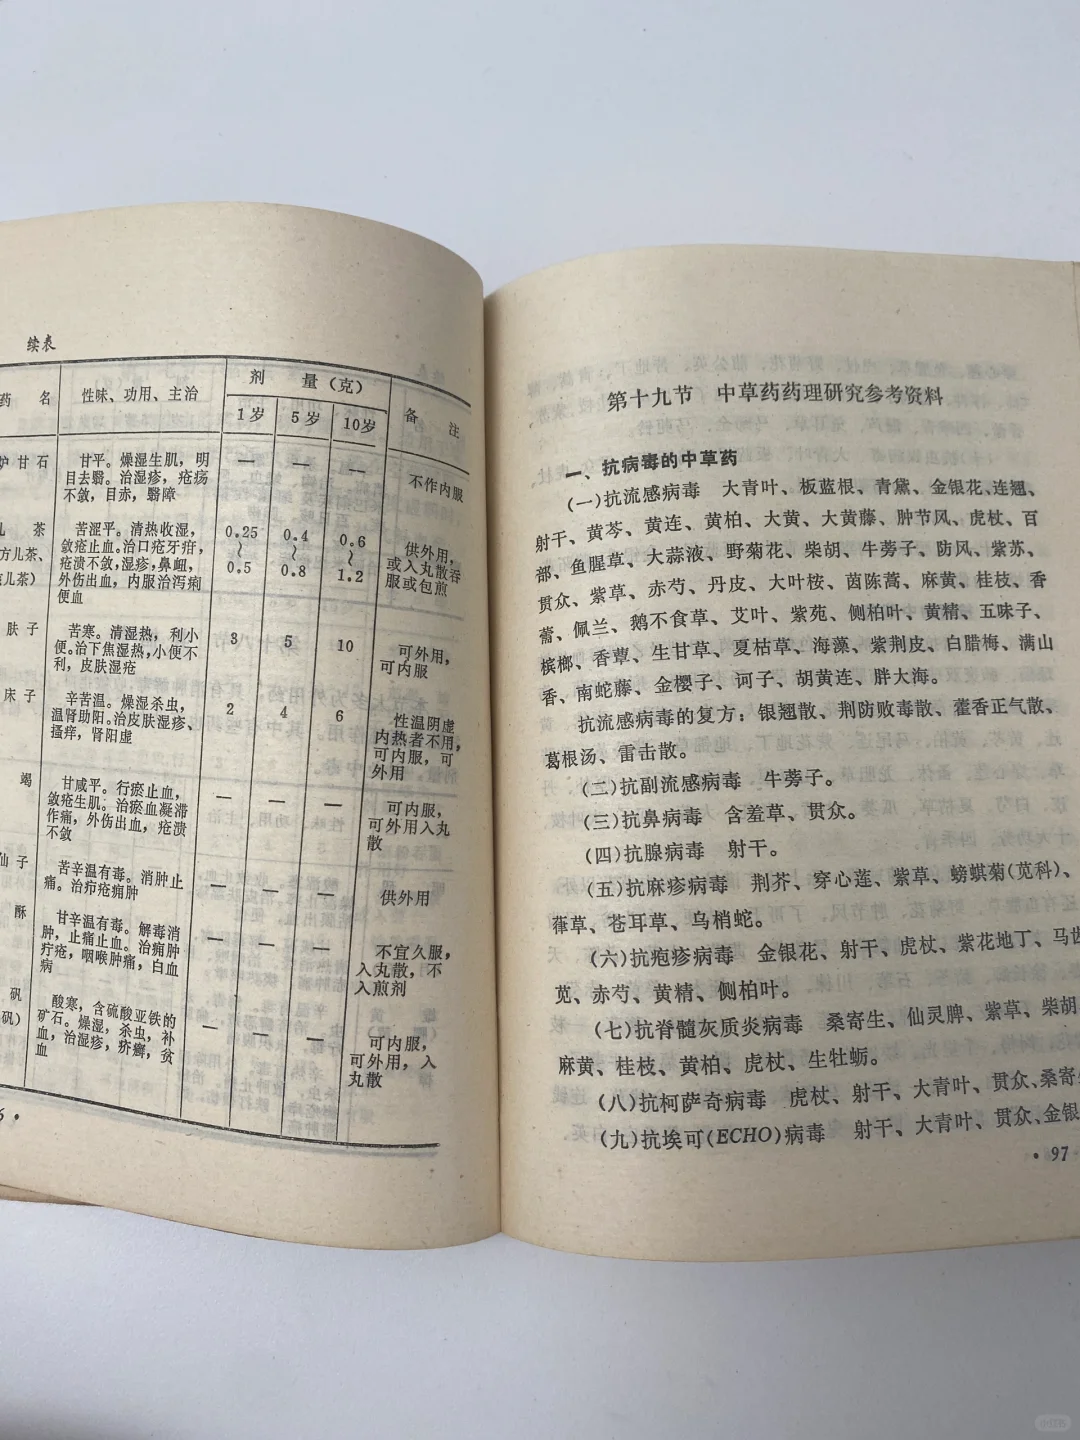 续表
药 名 性味、功用、主治 剂 量（克） 备 注
1岁 5岁 10岁
炉甘石 甘平。燥湿生肌，明 — — — 不作内服
目去翳。治湿疹，疮疡
不敛，目赤，翳障
儿 茶 苦湿平。清热收湿， 0.25 0.4 0.6 供外用，
方儿茶、 敛疮止血。治口疮牙疳， ～ ～ ～ 或入丸散吞
儿茶） 疮溃不敛，湿疹，鼻衄， 0.5 0.8 1.2 服或包煎
外伤出血，内服治泻痢
便血
肤子 苦寒。清湿热，利小 3 5 10 可外用，
便。治下焦湿热，小便不 可内服
利，皮肤湿疮
床子 辛苦温。燥湿杀虫， 2 4 6 性温阴虚
温肾助阳。治皮肤湿疹、 内热者不用，
搔痒，肾阳虚 可内服，可
外用
竭 甘咸平。行瘀止血， — — — 可内服，
敛疮生肌。治瘀血凝滞 可外用入丸
作痛，外伤出血，疮溃 散
不敛
仙子 苦辛温有毒。消肿止 — — — 供外用
痛。治疖疮痈肿
酥 甘辛温有毒。解毒消 — — — 不宜久服，
肿，止痛止血。治痈肿 入丸散，不
疔疮，咽喉肿痛，白血 入煎剂
病
矾 酸寒，含硫酸亚铁的 — — — 可内服，
矾） 矿石。燥湿，杀虫，补 可外用，入
血，治湿疹，疥癣，贫 丸散
血
6·
第十九节 中草药药理研究参考资料
一、抗病毒的中草药
（一）抗流感病毒 大青叶、板蓝根、青黛、金银花、连翘、
射干、黄芩、黄连、黄柏、大黄、大黄藤、肿节风、虎杖、百
部、鱼腥草、大蒜液、野菊花、柴胡、牛蒡子、防风、紫苏、
贯众、紫草、赤芍、丹皮、大叶桉、茵陈蒿、麻黄、桂枝、香
薷、佩兰、鹅不食草、艾叶、紫苑、侧柏叶、黄精、五味子、
槟榔、香蕈、生甘草、夏枯草、海藻、紫荆皮、白腊梅、满山
香、南蛇藤、金樱子、诃子、胡黄连、胖大海。
抗流感病毒的复方：银翘散、荆防败毒散、藿香正气散、
葛根汤、雷击散。
（二）抗副流感病毒 牛蒡子。
（三）抗鼻病毒 含羞草、贯众。
（四）抗腺病毒 射干。
（五）抗麻疹病毒 荆芥、穿心莲、紫草、螃蜞菊（苋科）、
葎草、苍耳草、乌梢蛇。
（六）抗疱疹病毒 金银花、射干、虎杖、紫花地丁、马齿
苋、赤芍、黄精、侧柏叶。
（七）抗脊髓灰质炎病毒 桑寄生、仙灵脾、紫草、柴胡、
麻黄、桂枝、黄柏、虎杖、生牡蛎。
（八）抗柯萨奇病毒 虎杖、射干、大青叶、贯众、桑寄
（九）抗埃可（ECHO）病毒 射干、大青叶、贯众、金银
·97·
小红书